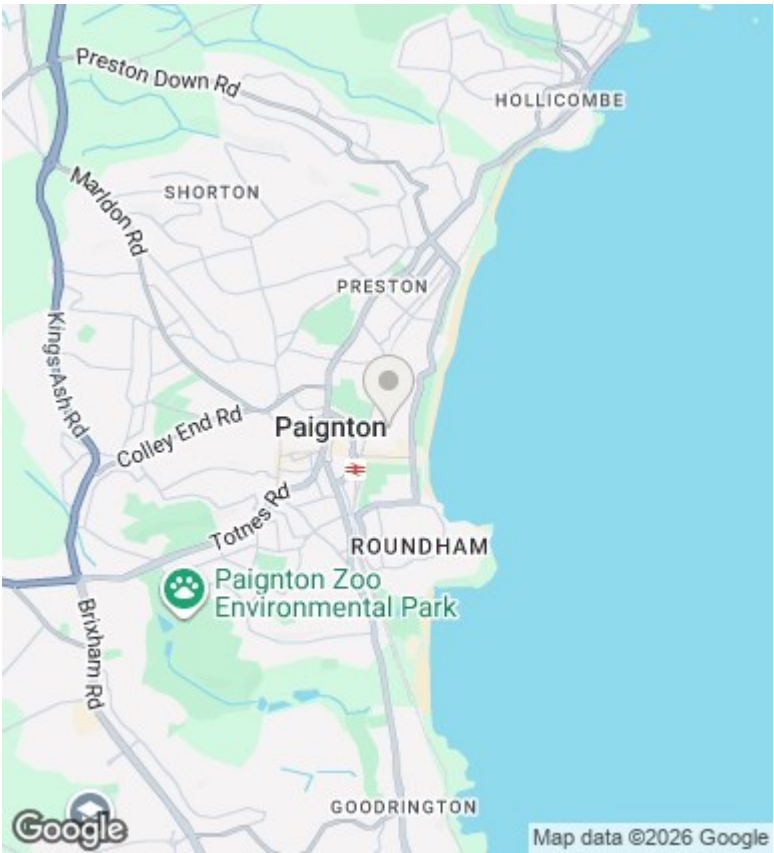 Preston Down Rd
HOLLICOMBE
Marldon Rd
SHORTON
PRESTON
Kings Ash Rd
Colley End Rd
Paignton
Totnes Rd
ROUNDHAM
Paignton Zoo
Environmental Park
Brixham Rd
GOODRINGTON
Google
Map data ©2026 Google